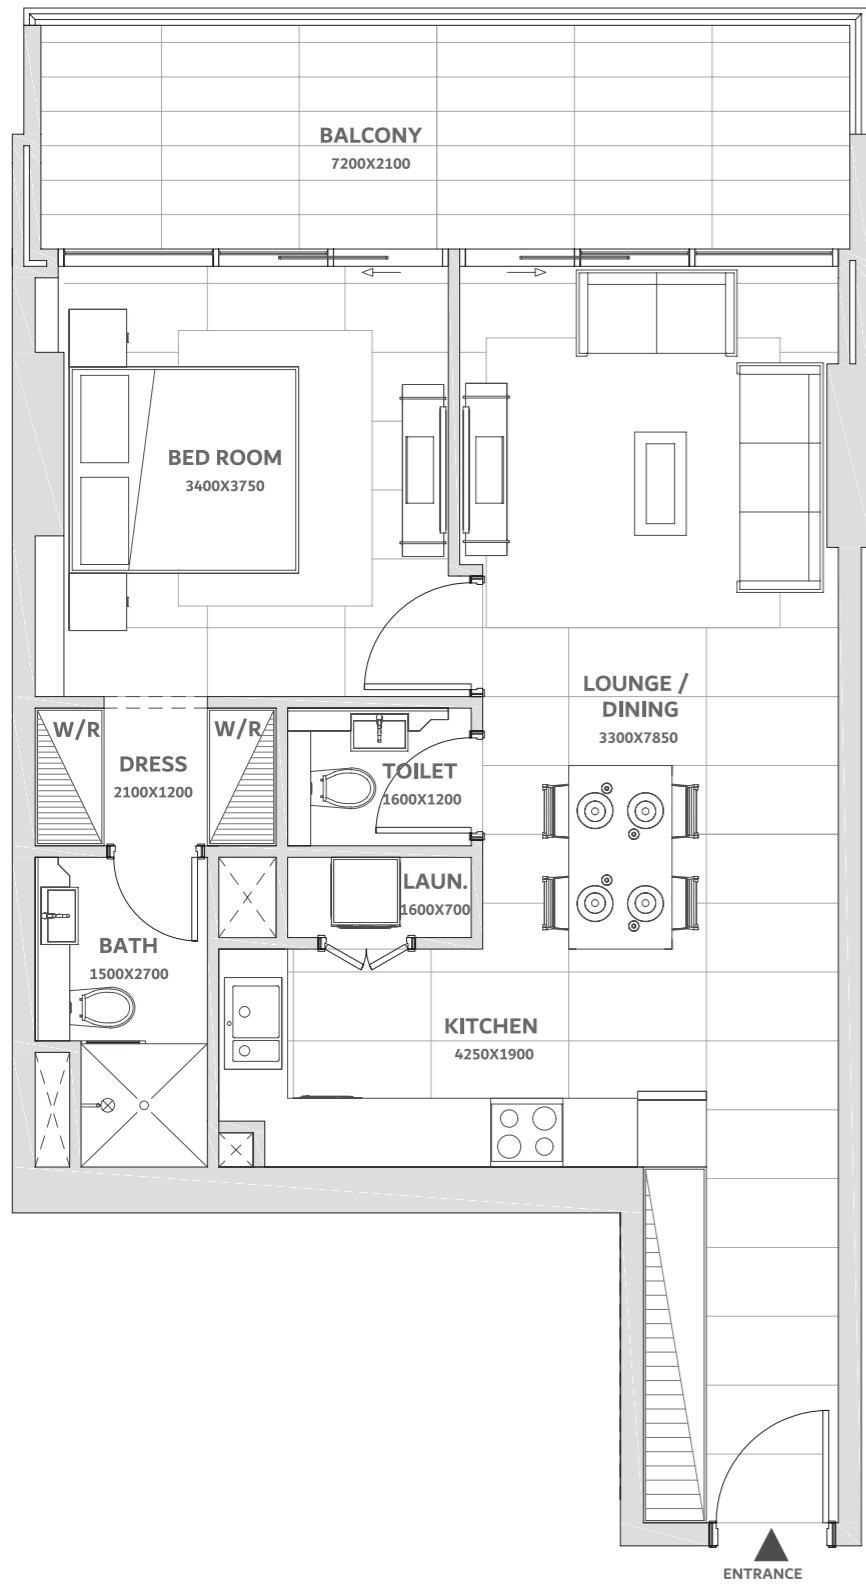 BALCONY
7200X2100
BED ROOM
3400X3750
LOUNGE /
DINING
3300X7850
W/R
W/R
DRESS
2100X1200
TOILET
1600X1200
LAUN.
1600X700
BATH
1500X2700
KITCHEN
4250X1900
ENTRANCE